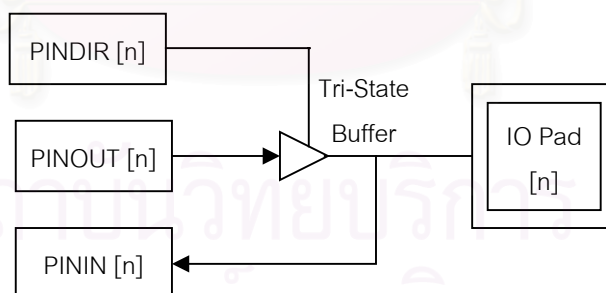 PINDIR [n]
Tri-State
Buffer
PINOUT [n]
IO Pad
[n]
PININ [n]